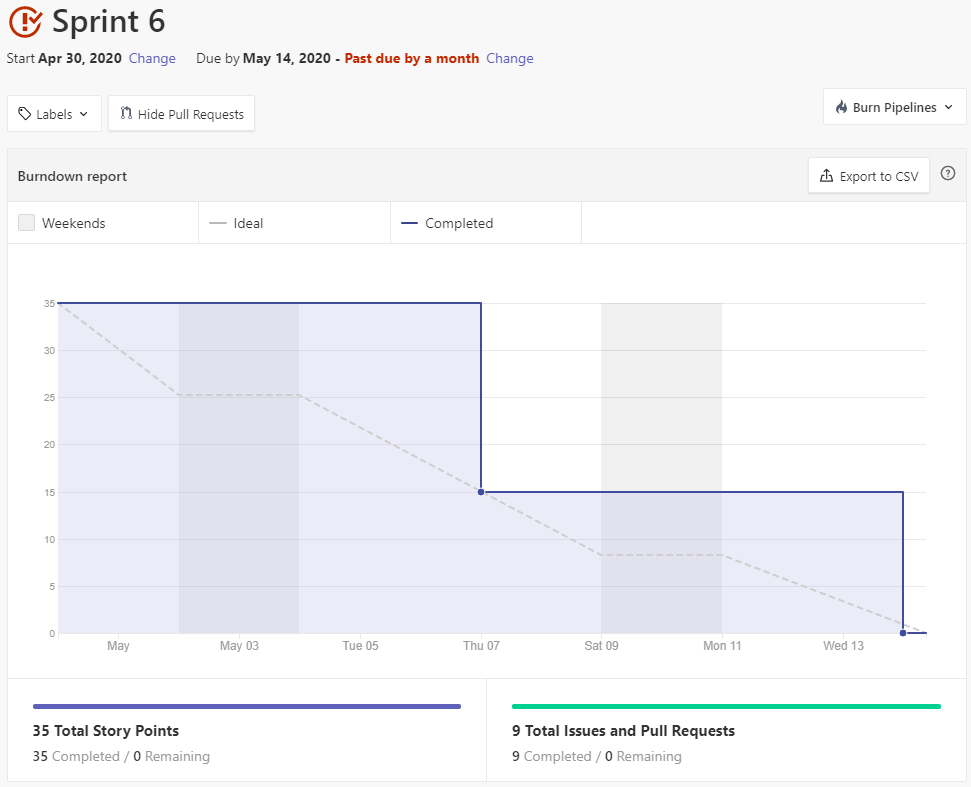 Sprint 6
Start Apr 30, 2020 Change Due by May 14, 2020 - Past due by a month Change
Labels Hide Pull Requests Burn Pipelines
Burndown report Export to CSV
Weekends Ideal Completed
35
30
25
20
15
10
5
0
May May 03 Tue 05 Thu 07 Sat 09 Mon 11 Wed 13
35 Total Story Points 9 Total Issues and Pull Requests
35 Completed / 0 Remaining 9 Completed / 0 Remaining